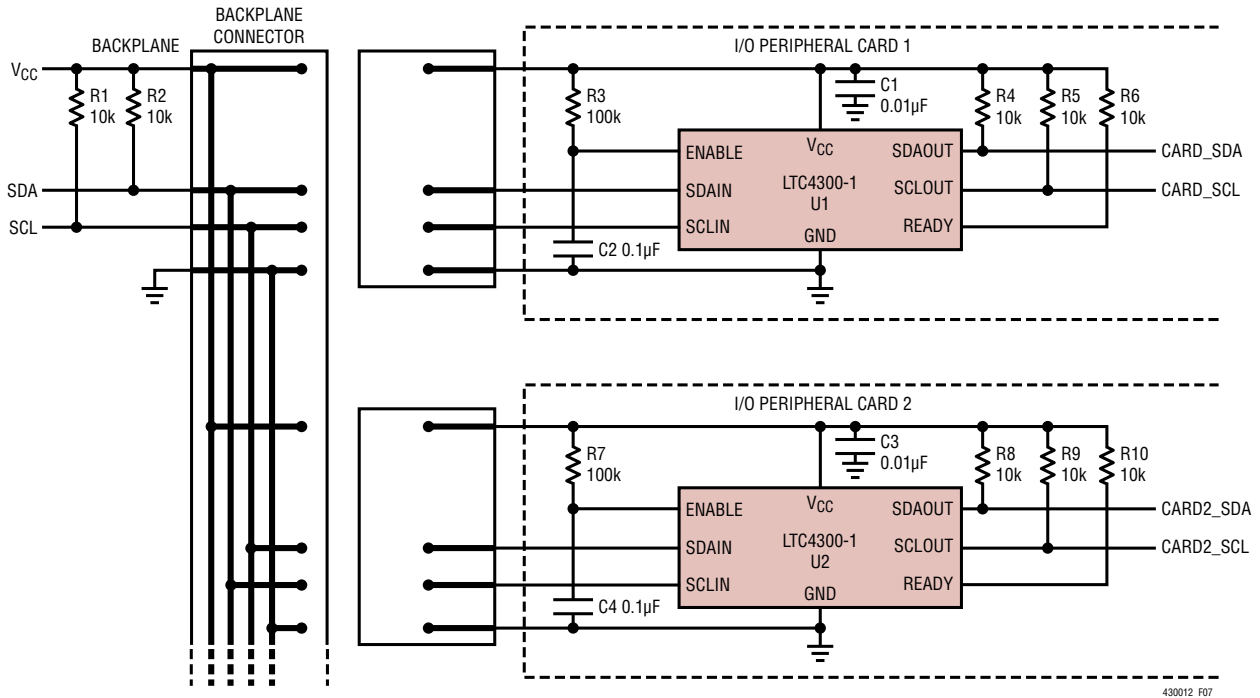 BACKPLANE
CONNECTOR
BACKPLANE
VCC
R1
10k
R2
10k
SDA
SCL
I/O PERIPHERAL CARD 1
R3
100k
C1
0.01µF
R4
10k
R5
10k
R6
10k
ENABLE
VCC
SDAOUT
CARD_SDA
SDAIN
LTC4300-1
U1
SCLOUT
CARD_SCL
SCLIN
GND
READY
C2 0.1µF
I/O PERIPHERAL CARD 2
R7
100k
C3
0.01µF
R8
10k
R9
10k
R10
10k
ENABLE
VCC
SDAOUT
CARD2_SDA
SDAIN
LTC4300-1
U2
SCLOUT
CARD2_SCL
SCLIN
GND
READY
C4 0.1µF
430012 F07